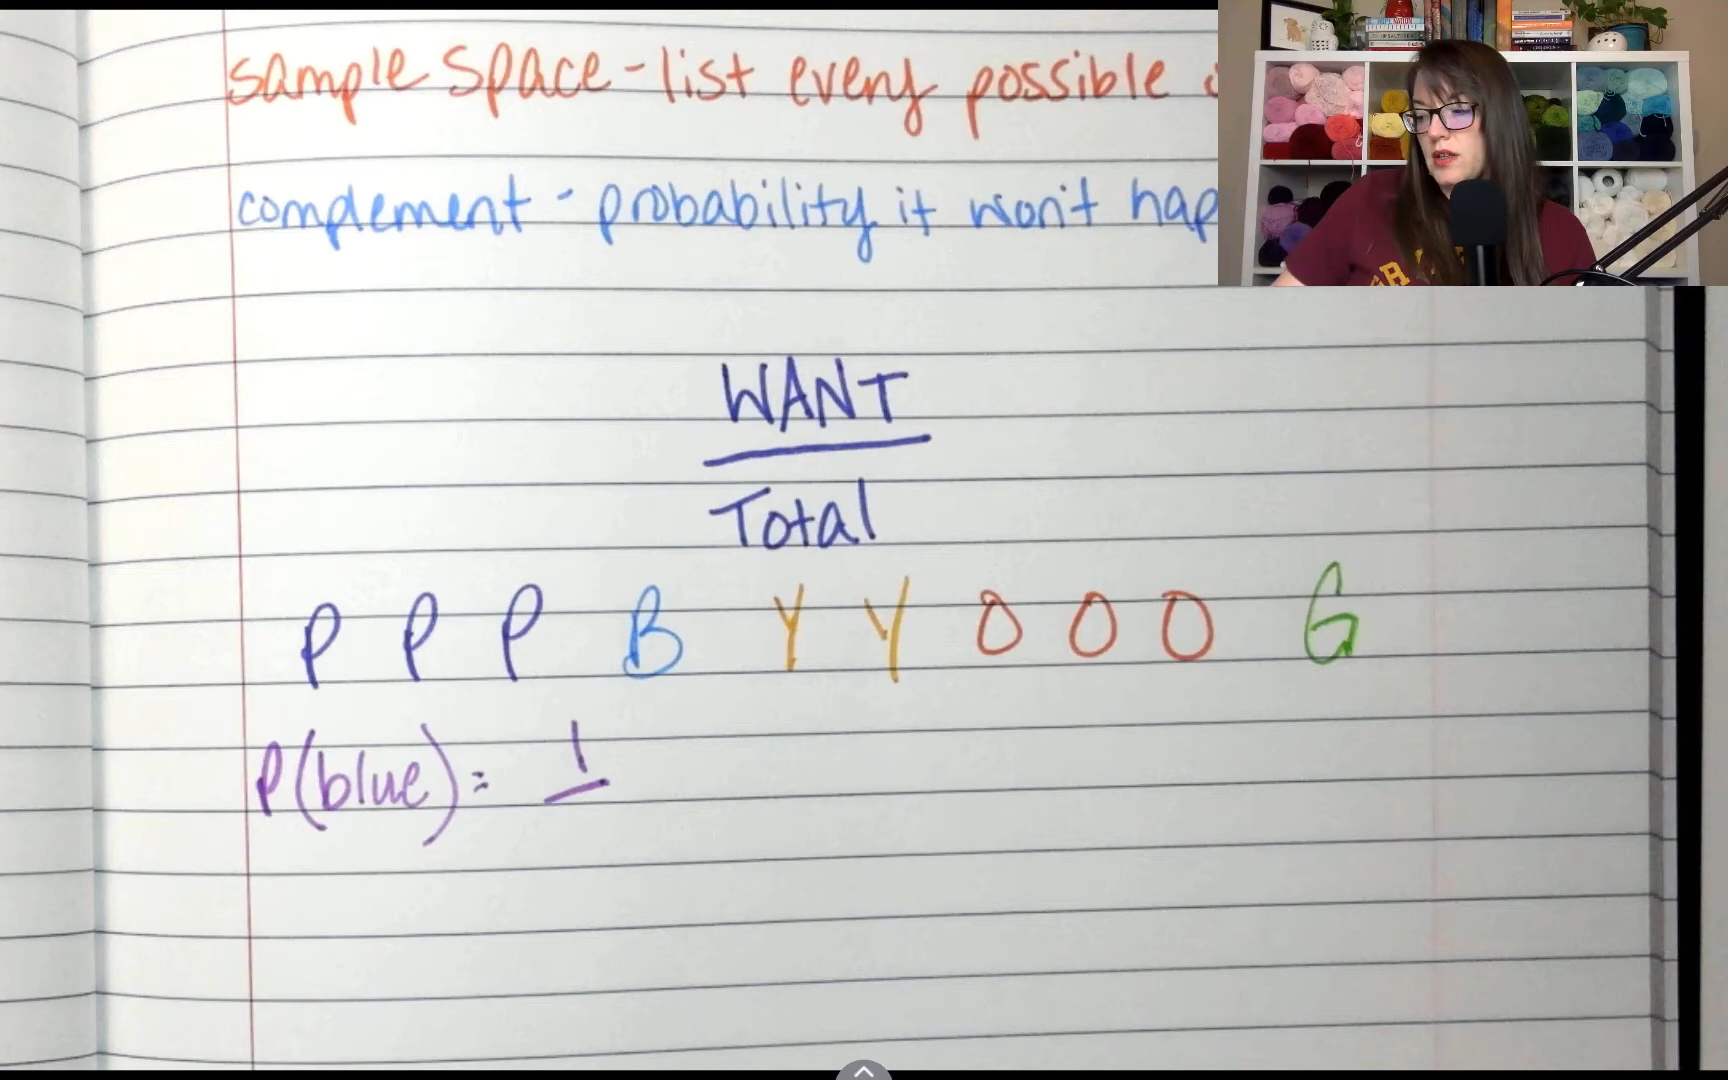 sample space - list every possible
complement - probability it won't hap
WANT
Total
P P P B Y Y O O O G
P(blue) = 1